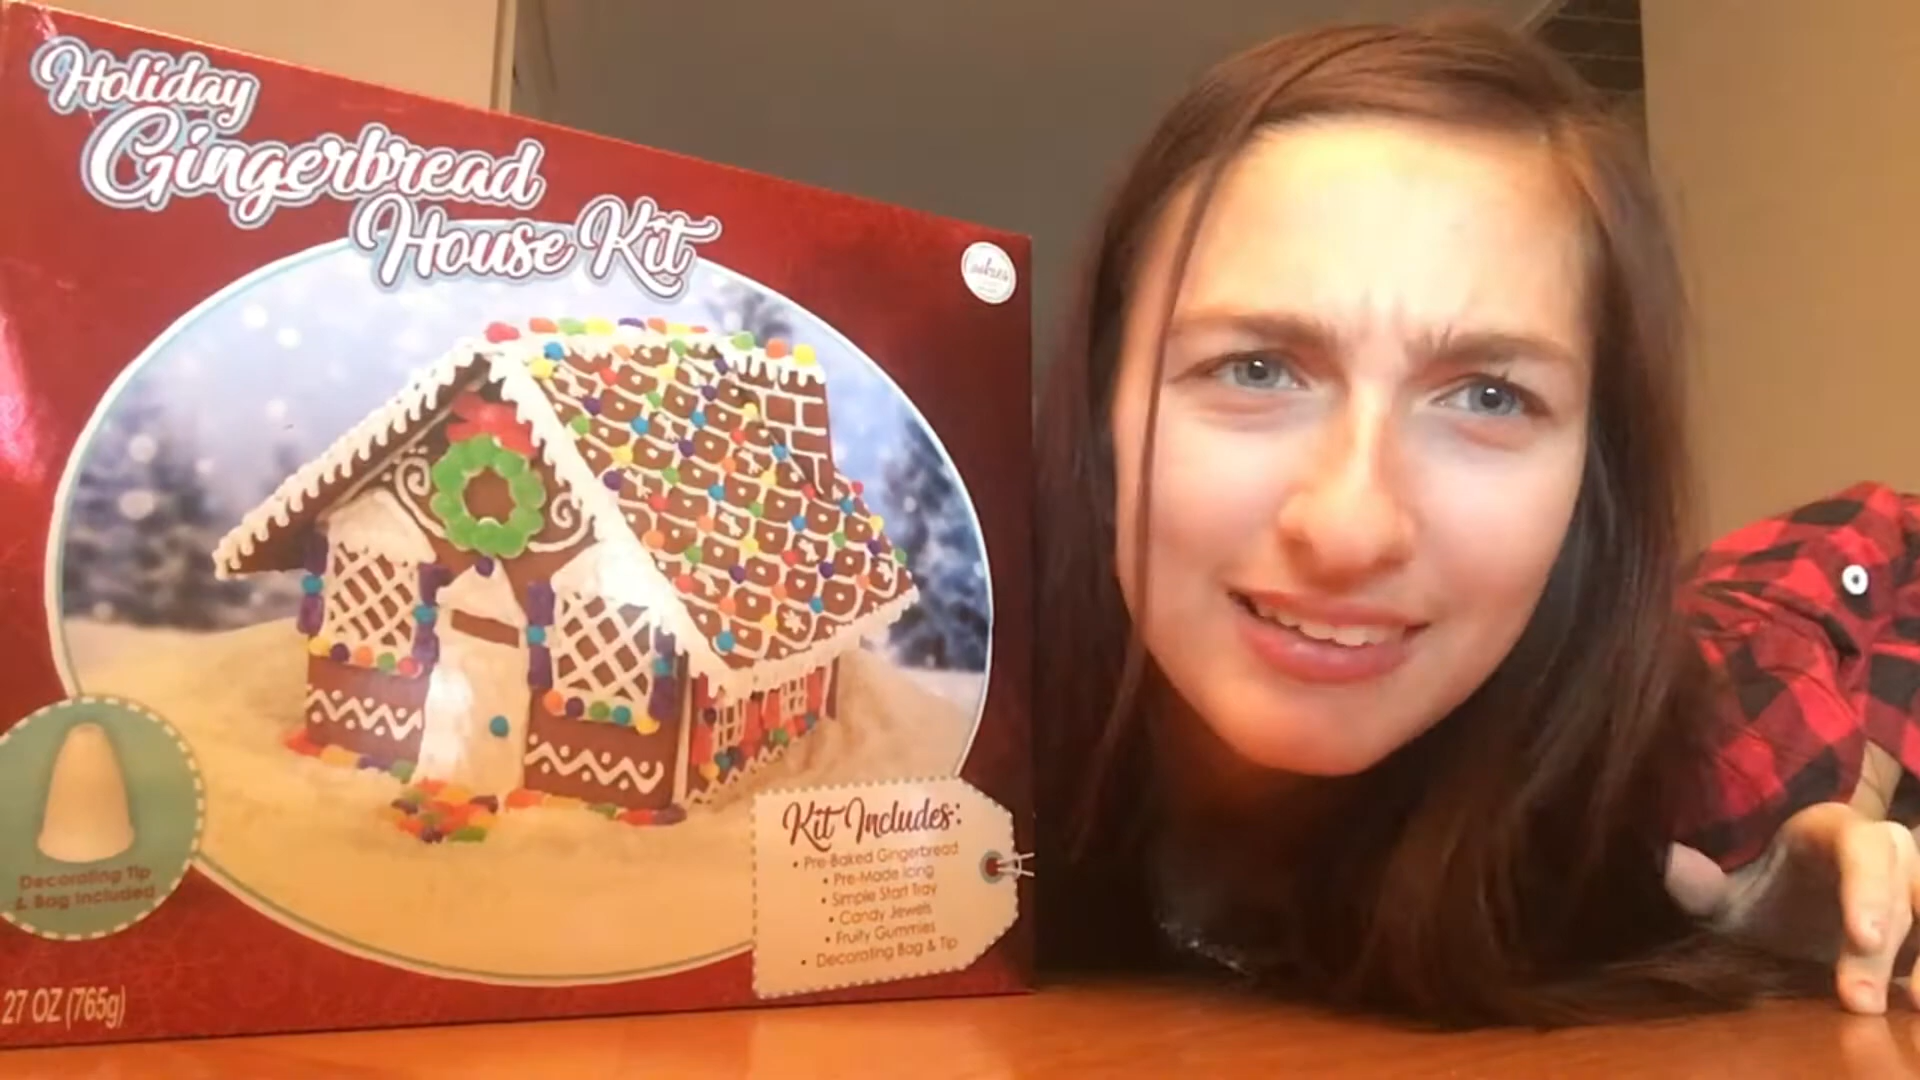 Holiday
Gingerbread
House Kit
Cookies
Kit Includes:
• Pre-Baked Gingerbread
• Pre-Made Icing
• Simple Start Tray
• Candy Jewels
• Fruity Gummies
• Decorating Bag & Tip
Decorating Tip
& Bag Included
27 OZ (765g)